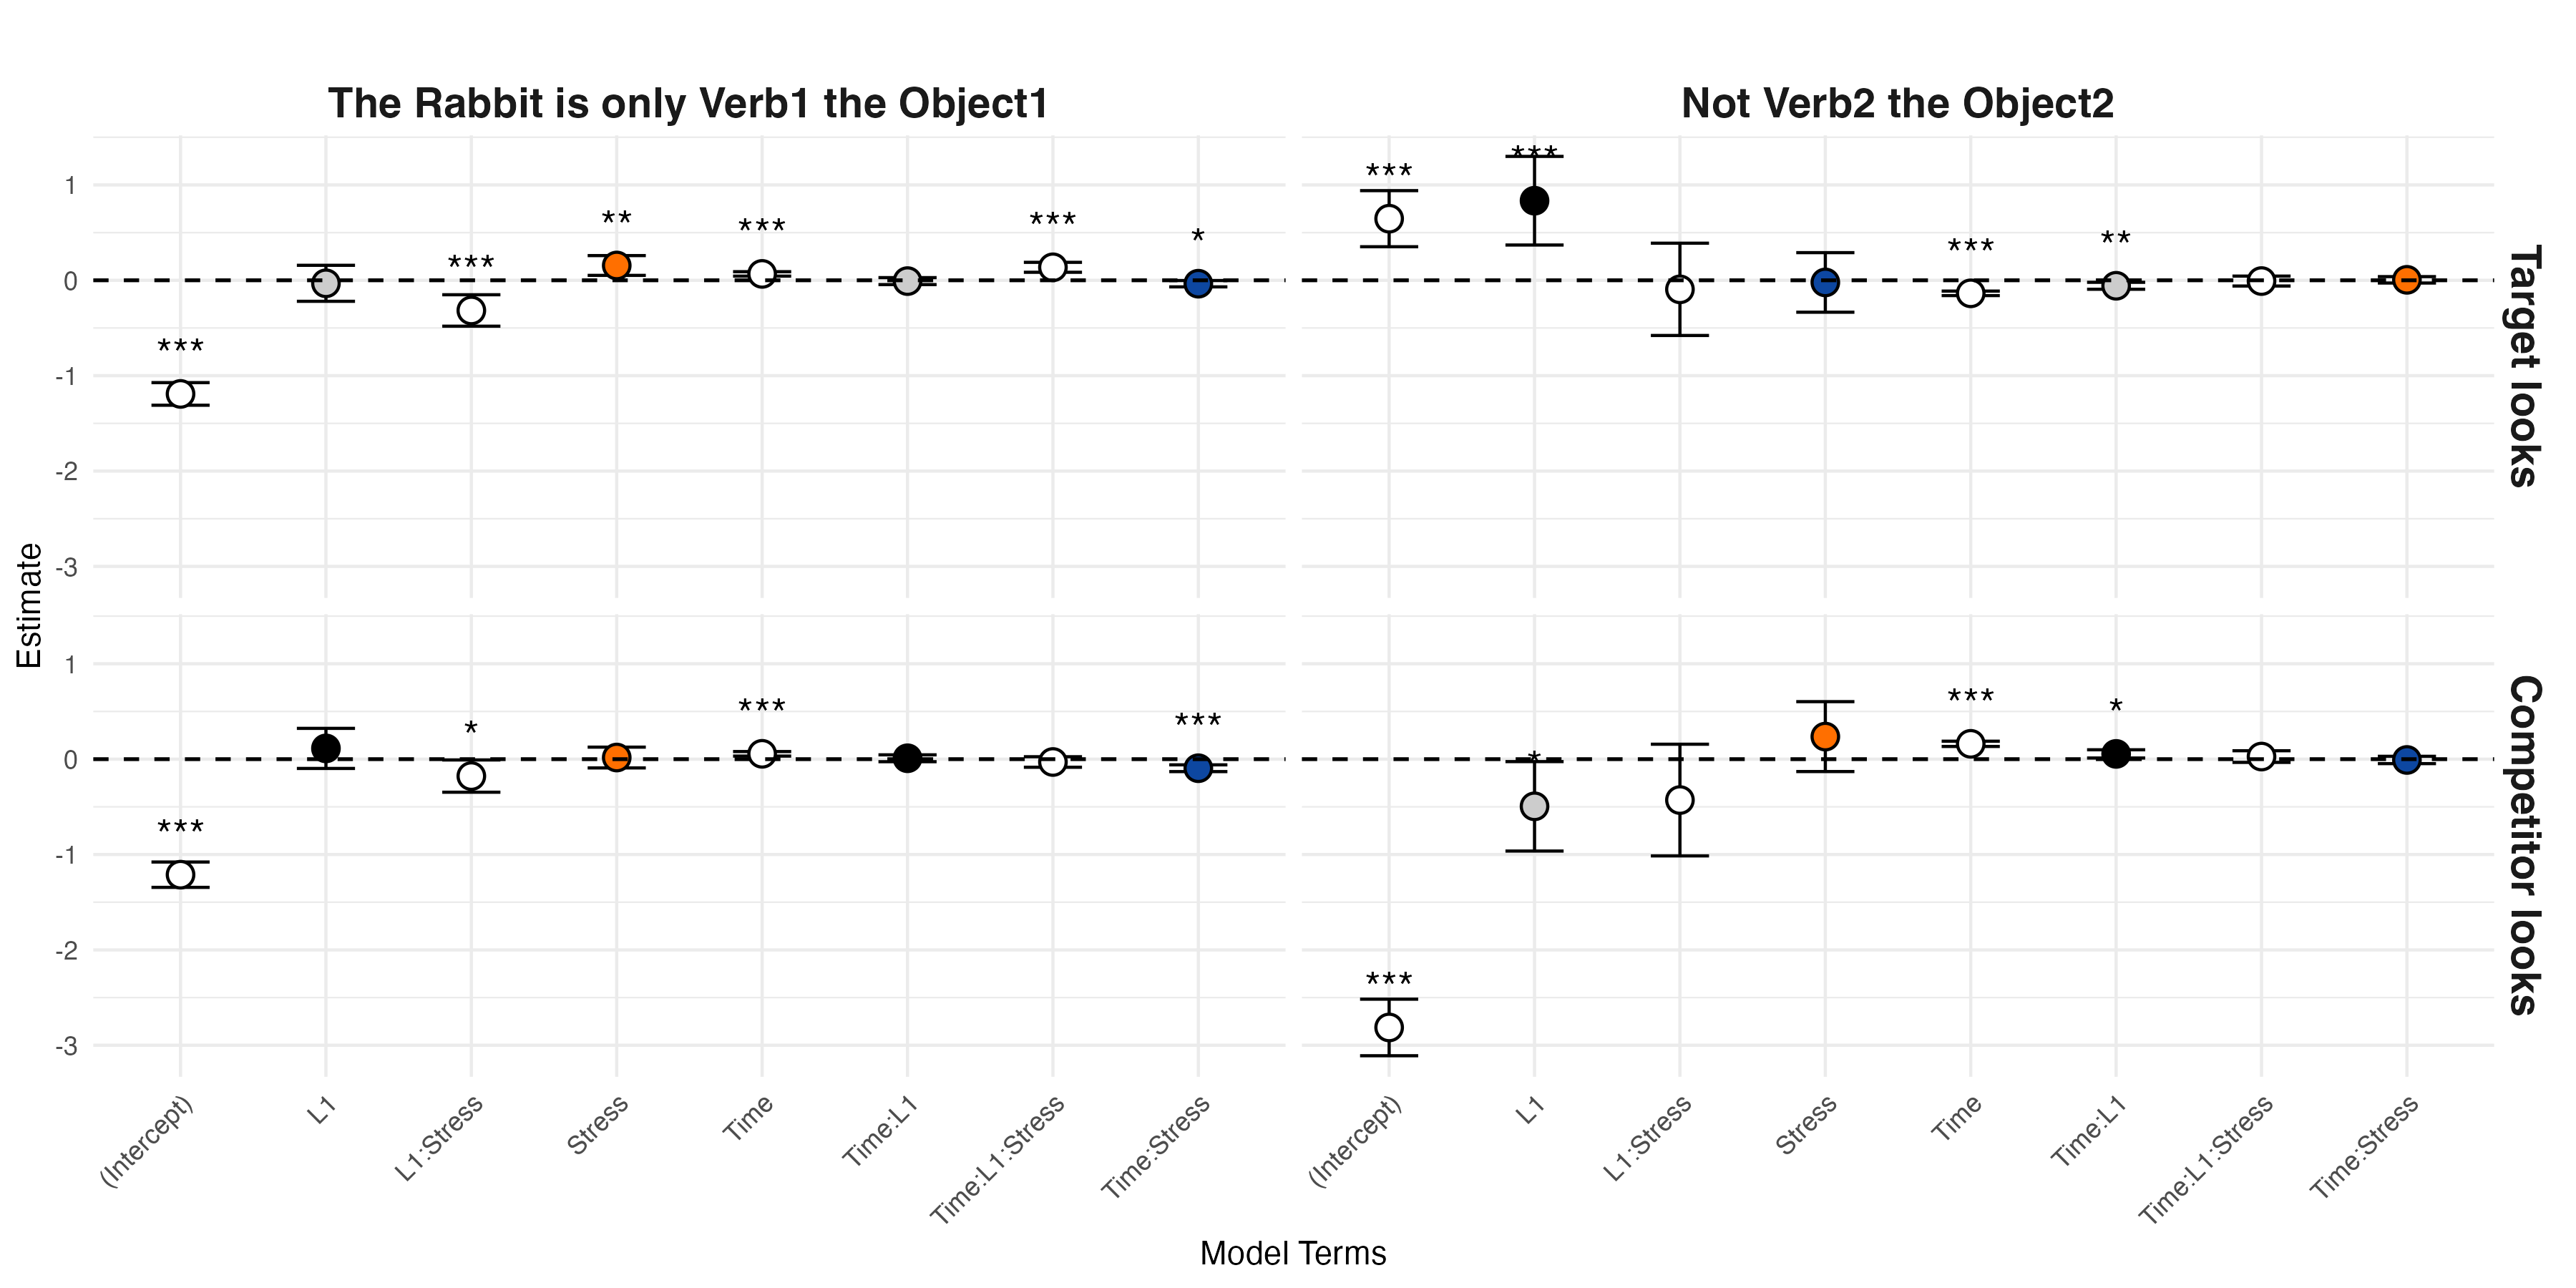 The Rabbit is only Verb1 the Object1
Not Verb2 the Object2
*** *** ** *** *** *
*** *** *** **
1
0
-1
-2
-3
Target looks
*** * *** ***
*** * *** *
1
0
-1
-2
-3
Competitor looks
Estimate
(Intercept)
L1
L1:Stress
Stress
Time
Time:L1
Time:L1:Stress
Time:Stress
(Intercept)
L1
L1:Stress
Stress
Time
Time:L1
Time:L1:Stress
Time:Stress
Model Terms